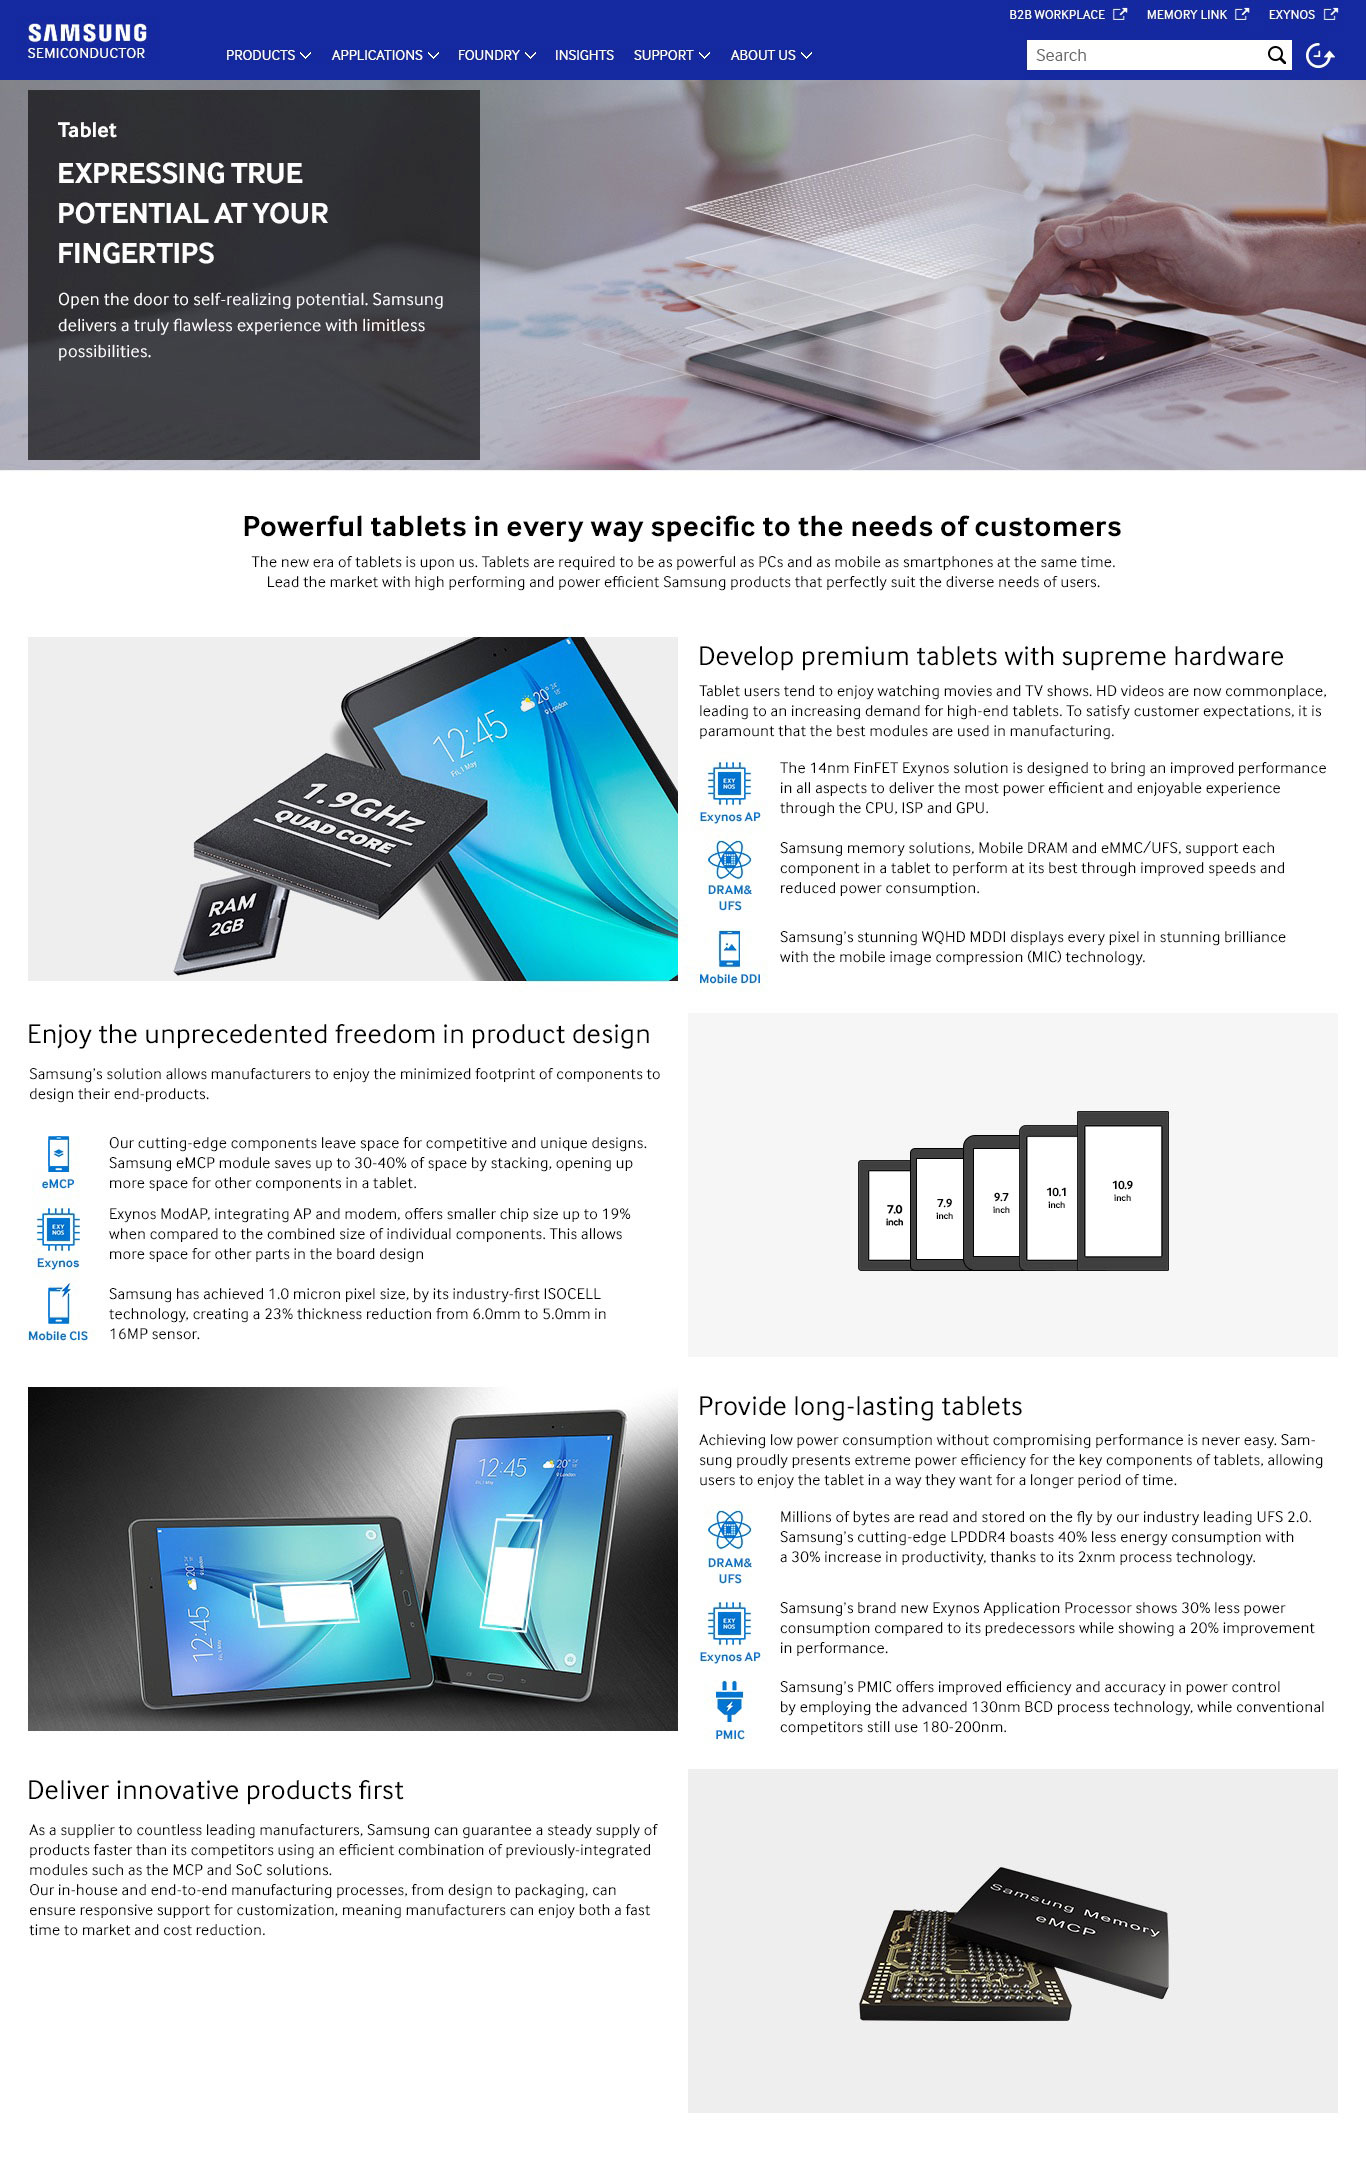 B2B WORKPLACE MEMORY LINK EXYNOS
SAMSUNG
SEMICONDUCTOR
PRODUCTS APPLICATIONS FOUNDRY INSIGHTS SUPPORT ABOUT US
Search
Tablet
EXPRESSING TRUE
POTENTIAL AT YOUR
FINGERTIPS
Open the door to self-realizing potential. Samsung
delivers a truly flawless experience with limitless
possibilities.
Powerful tablets in every way specific to the needs of customers
The new era of tablets is upon us. Tablets are required to be as powerful as PCs and as mobile as smartphones at the same time.
Lead the market with high performing and power efficient Samsung products that perfectly suit the diverse needs of users.
12:45
Fri, 1 May
20°
London
1.9GHz
QUAD CORE
RAM
2GB
Develop premium tablets with supreme hardware
Tablet users tend to enjoy watching movies and TV shows. HD videos are now commonplace,
leading to an increasing demand for high-end tablets. To satisfy customer expectations, it is
paramount that the best modules are used in manufacturing.
EXY
NOS
Exynos AP
The 14nm FinFET Exynos solution is designed to bring an improved performance
in all aspects to deliver the most power efficient and enjoyable experience
through the CPU, ISP and GPU.
DRAM&
UFS
Samsung memory solutions, Mobile DRAM and eMMC/UFS, support each
component in a tablet to perform at its best through improved speeds and
reduced power consumption.
Mobile DDI
Samsung's stunning WQHD MDDI displays every pixel in stunning brilliance
with the mobile image compression (MIC) technology.
Enjoy the unprecedented freedom in product design
Samsung's solution allows manufacturers to enjoy the minimized footprint of components to
design their end-products.
eMCP
Our cutting-edge components leave space for competitive and unique designs.
Samsung eMCP module saves up to 30-40% of space by stacking, opening up
more space for other components in a tablet.
EXY
NOS
Exynos
Exynos ModAP, integrating AP and modem, offers smaller chip size up to 19%
when compared to the combined size of individual components. This allows
more space for other parts in the board design
Mobile CIS
Samsung has achieved 1.0 micron pixel size, by its industry-first ISOCELL
technology, creating a 23% thickness reduction from 6.0mm to 5.0mm in
16MP sensor.
7.0
inch
7.9
inch
9.7
inch
10.1
inch
10.9
inch
12:45
20°
London
12:45
20°
Provide long-lasting tablets
Achieving low power consumption without compromising performance is never easy. Sam-
sung proudly presents extreme power efficiency for the key components of tablets, allowing
users to enjoy the tablet in a way they want for a longer period of time.
DRAM&
UFS
Millions of bytes are read and stored on the fly by our industry leading UFS 2.0.
Samsung's cutting-edge LPDDR4 boasts 40% less energy consumption with
a 30% increase in productivity, thanks to its 2xnm process technology.
EXY
NOS
Exynos AP
Samsung's brand new Exynos Application Processor shows 30% less power
consumption compared to its predecessors while showing a 20% improvement
in performance.
PMIC
Samsung's PMIC offers improved efficiency and accuracy in power control
by employing the advanced 130nm BCD process technology, while conventional
competitors still use 180-200nm.
Deliver innovative products first
As a supplier to countless leading manufacturers, Samsung can guarantee a steady supply of
products faster than its competitors using an efficient combination of previously-integrated
modules such as the MCP and SoC solutions.
Our in-house and end-to-end manufacturing processes, from design to packaging, can
ensure responsive support for customization, meaning manufacturers can enjoy both a fast
time to market and cost reduction.
Samsung Memory
eMCP